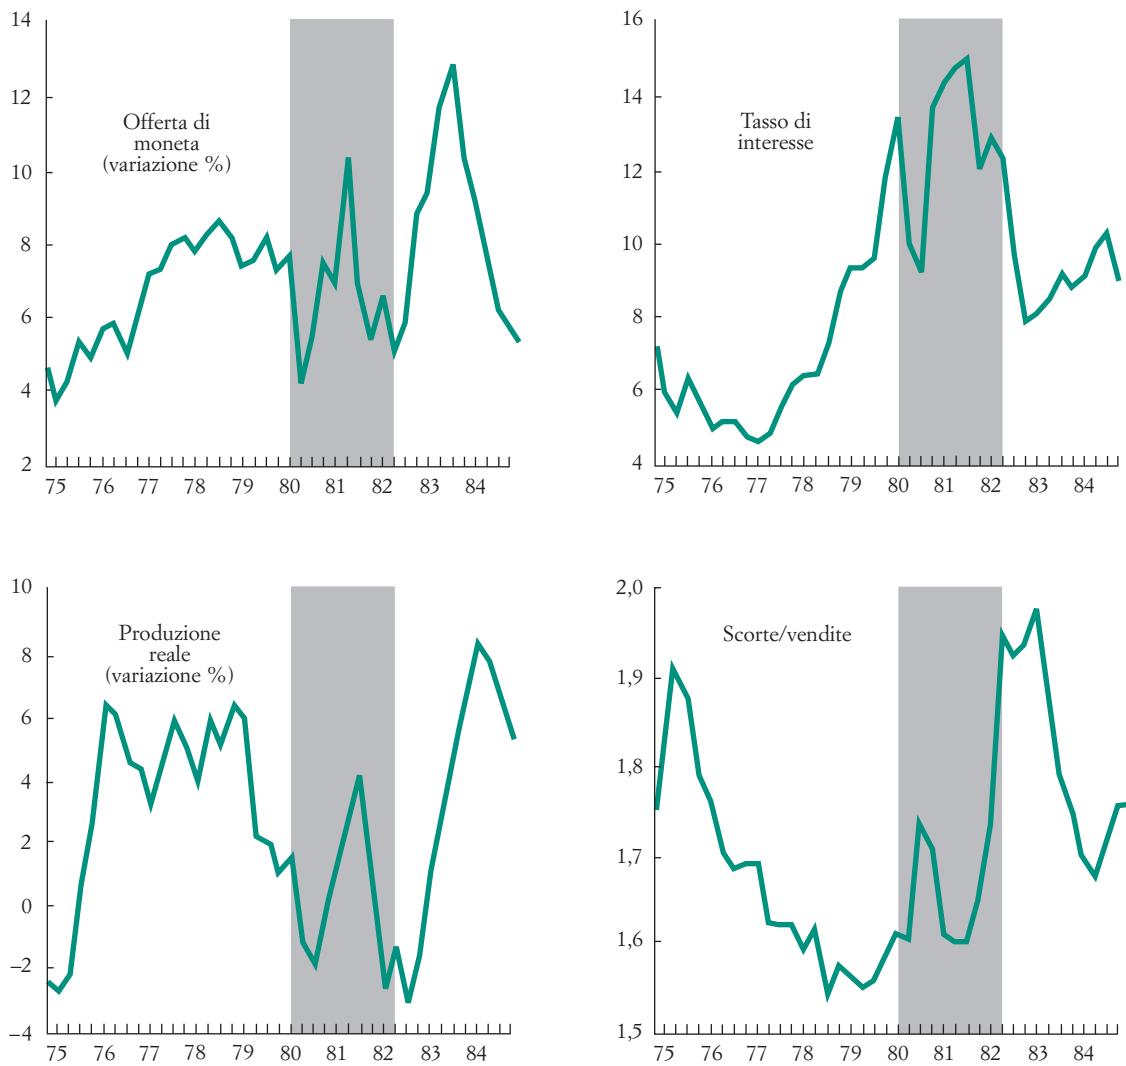 14
12
10
8
6
4
2
Offerta di
moneta
(variazione %)
75 76 77 78 79 80 81 82 83 84
16
14
12
10
8
6
4
Tasso di
interesse
75 76 77 78 79 80 81 82 83 84
10
8
6
4
2
0
–2
–4
Produzione
reale
(variazione %)
75 76 77 78 79 80 81 82 83 84
2,0
1,9
1,8
1,7
1,6
1,5
Scorte/vendite
75 76 77 78 79 80 81 82 83 84